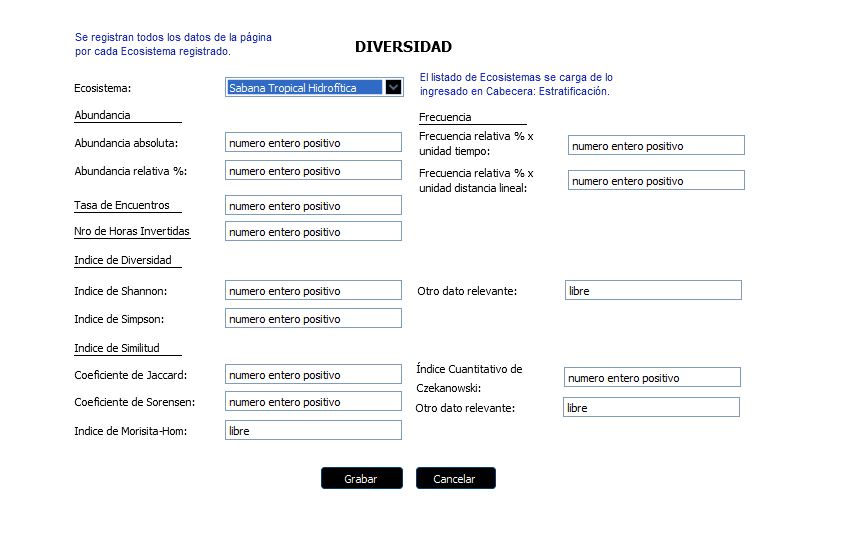 Se registran todos los datos de la página
por cada Ecosistema registrado.
DIVERSIDAD
Ecosistema:
Sabana Tropical Hidrofítica
El listado de Ecosistemas se carga de lo
ingresado en Cabecera: Estratificación.
Abundancia
Abundancia absoluta:
numero entero positivo
Abundancia relativa %:
numero entero positivo
Frecuencia
Frecuencia relativa % x
unidad tiempo:
numero entero positivo
Frecuencia relativa % x
unidad distancia lineal:
numero entero positivo
Tasa de Encuentros
numero entero positivo
Nro de Horas Invertidas
numero entero positivo
Indice de Diversidad
Indice de Shannon:
numero entero positivo
Otro dato relevante:
libre
Indice de Simpson:
numero entero positivo
Indice de Similitud
Coeficiente de Jaccard:
numero entero positivo
Índice Cuantitativo de
Czekanowski:
numero entero positivo
Coeficiente de Sorensen:
numero entero positivo
Otro dato relevante:
libre
Indice de Morisita-Hom:
libre
Grabar
Cancelar